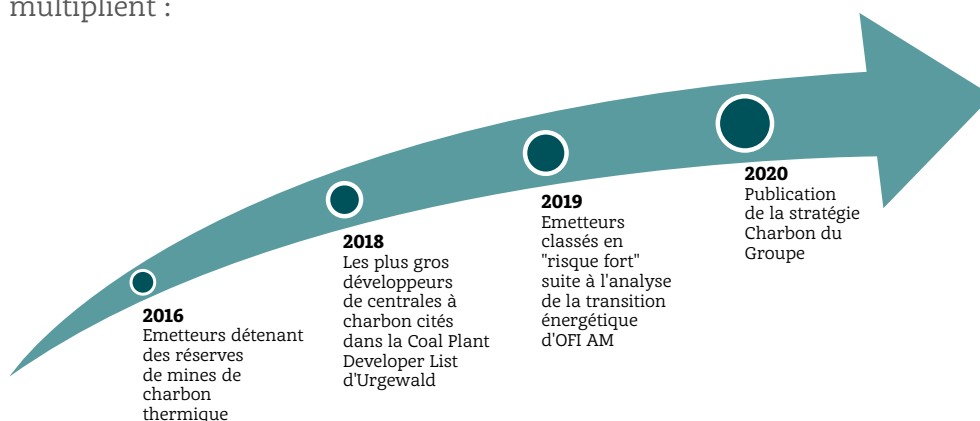 multiplient :
2016
Emetteurs détenant
des réserves
de mines de
charbon
thermique
2018
Les plus gros
développeurs
de centrales à
charbon cités
dans la Coal Plant
Developer List
d'Urgewald
2019
Emetteurs
classés en
"risque fort"
suite à l'analyse
de la transition
énergétique
d'OFI AM
2020
Publication
de la stratégie
Charbon du
Groupe